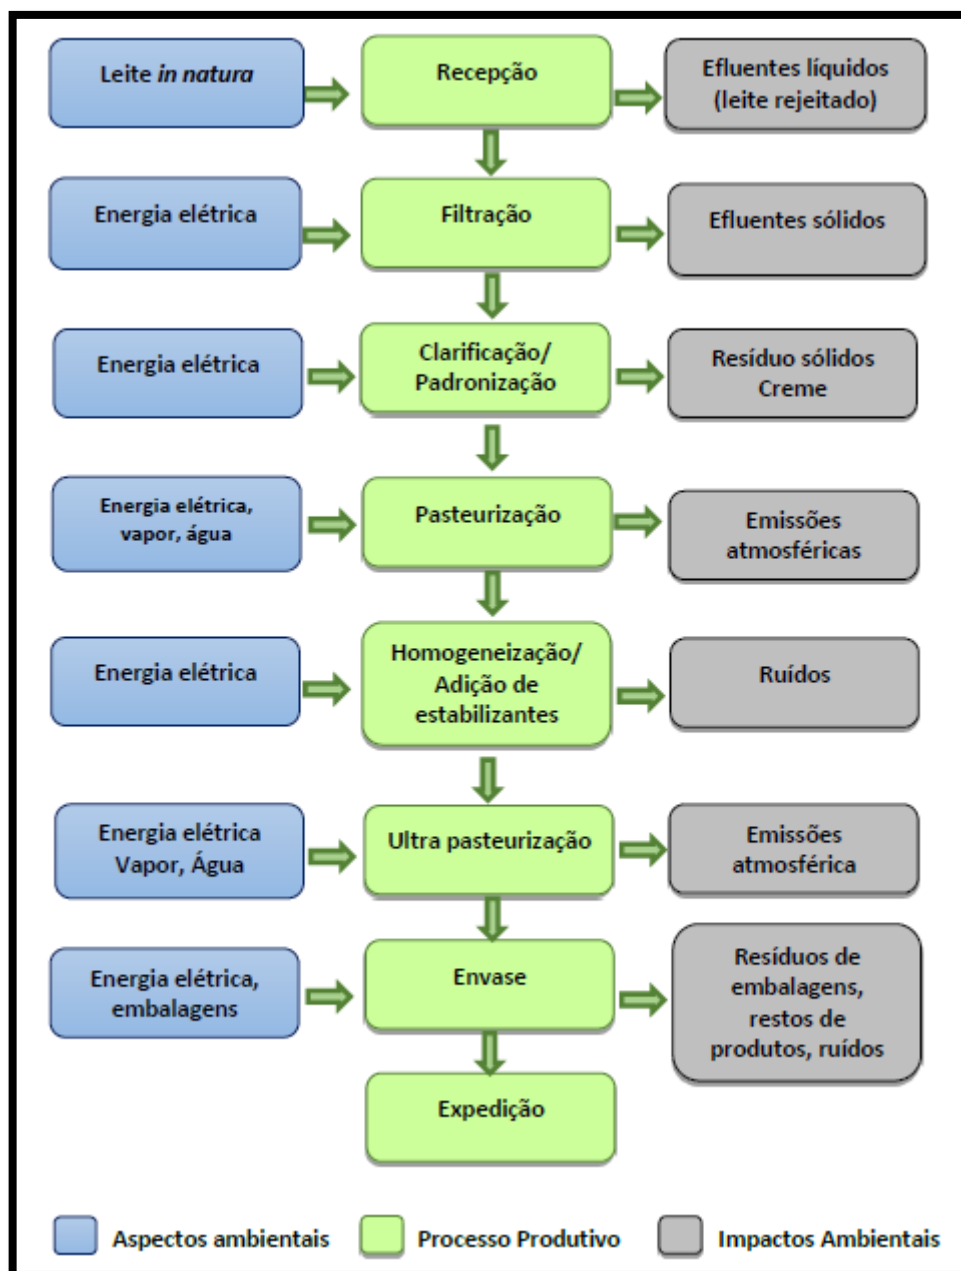 Leite in natura
Recepção
Efluentes líquidos
(leite rejeitado)
Energia elétrica
Filtração
Efluentes sólidos
Energia elétrica
Clarificação/
Padronização
Resíduo sólidos
Creme
Energia elétrica,
vapor, água
Pasteurização
Emissões
atmosféricas
Energia elétrica
Homogeneização/
Adição de
estabilizantes
Ruídos
Energia elétrica
Vapor, Água
Ultra pasteurização
Emissões
atmosférica
Energia elétrica,
embalagens
Envase
Resíduos de
embalagens,
restos de
produtos, ruídos
Expedição
Aspectos ambientais
Processo Produtivo
Impactos Ambientais